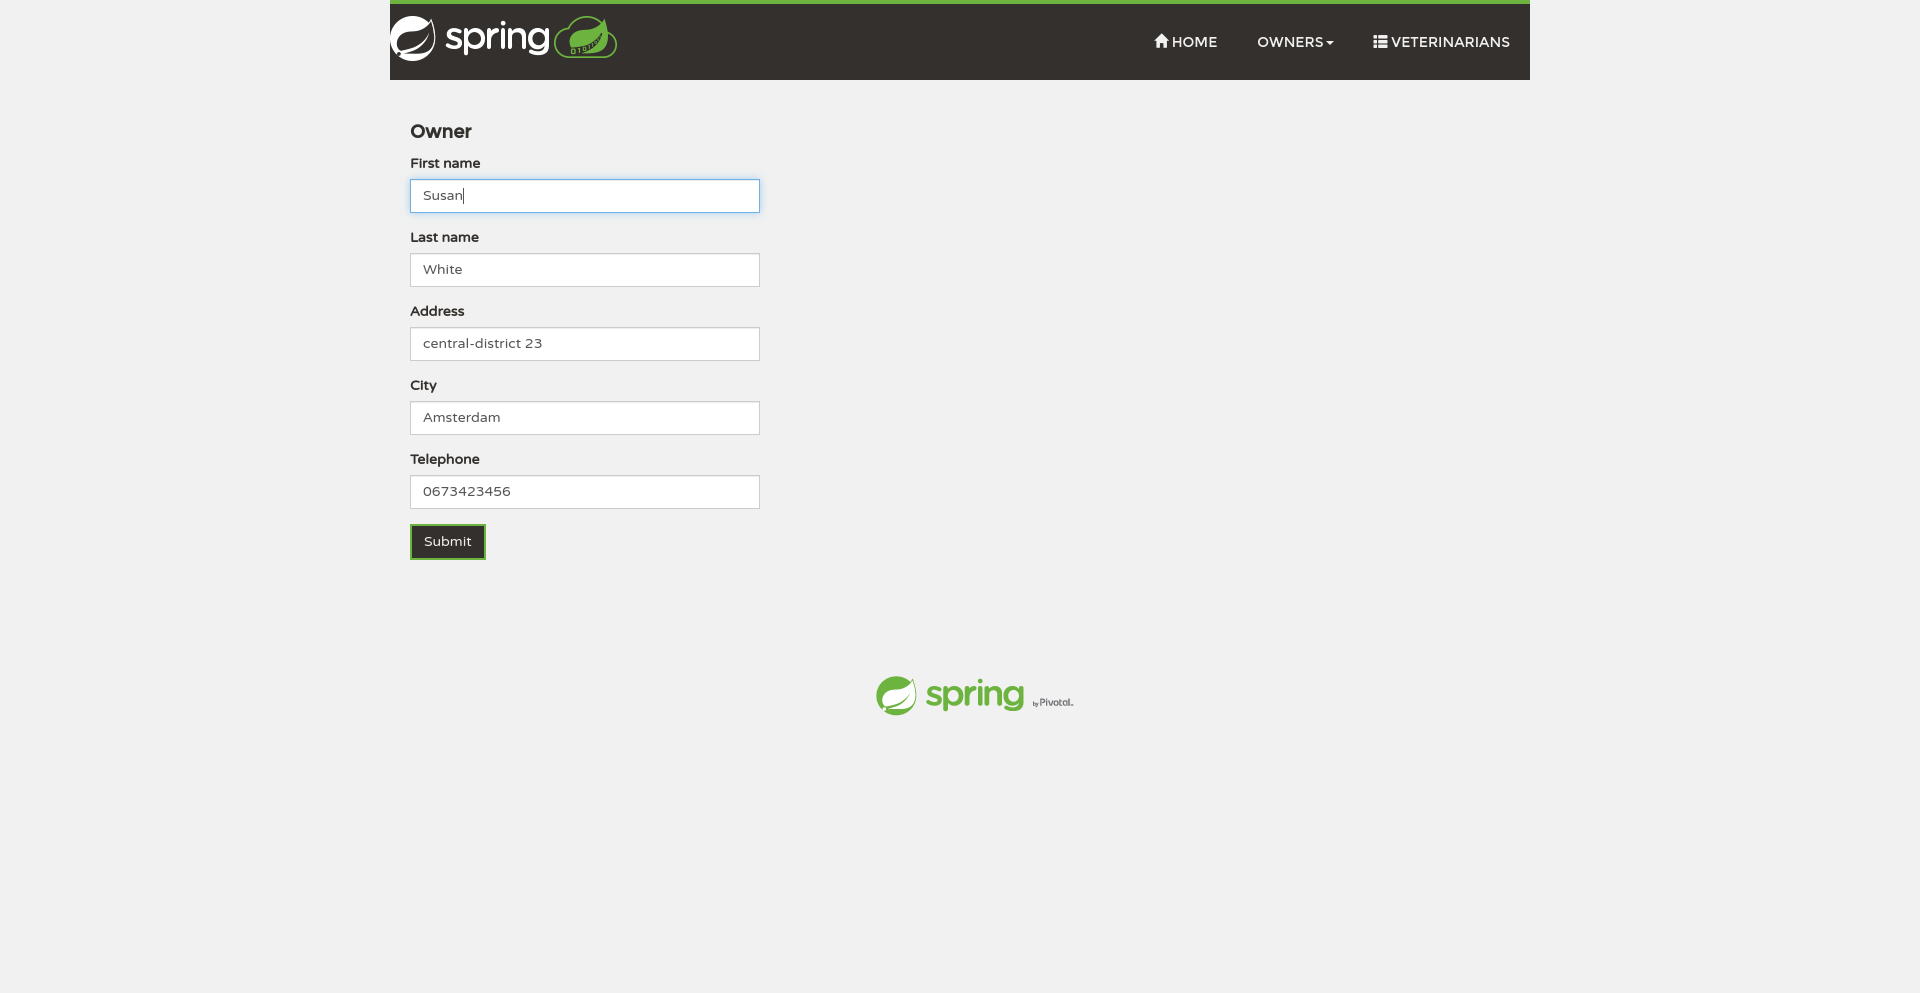 spring
HOME
OWNERS
VETERINARIANS
Owner
First name
Susan
Last name
White
Address
central-district 23
City
Amsterdam
Telephone
0673423456
Submit
spring by Pivotal